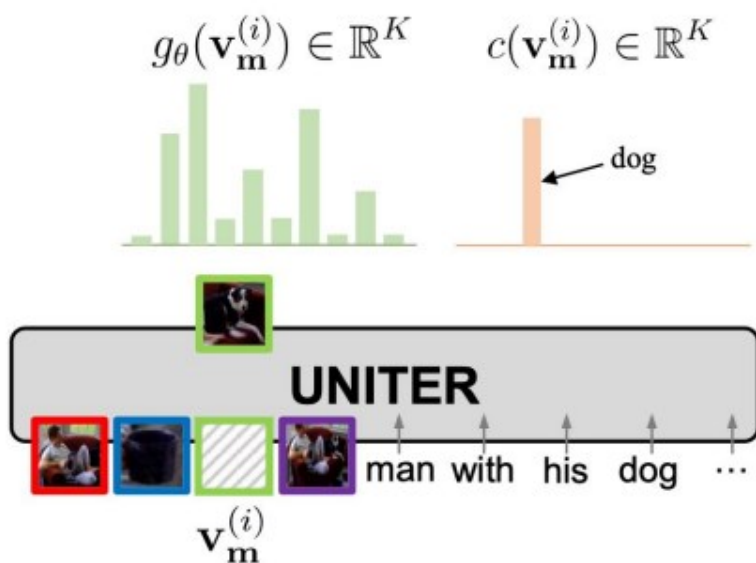 g_θ(v_m^(i)) ∈ ℝ^K c(v_m^(i)) ∈ ℝ^K
dog
UNITER
man with his dog ...
v_m^(i)